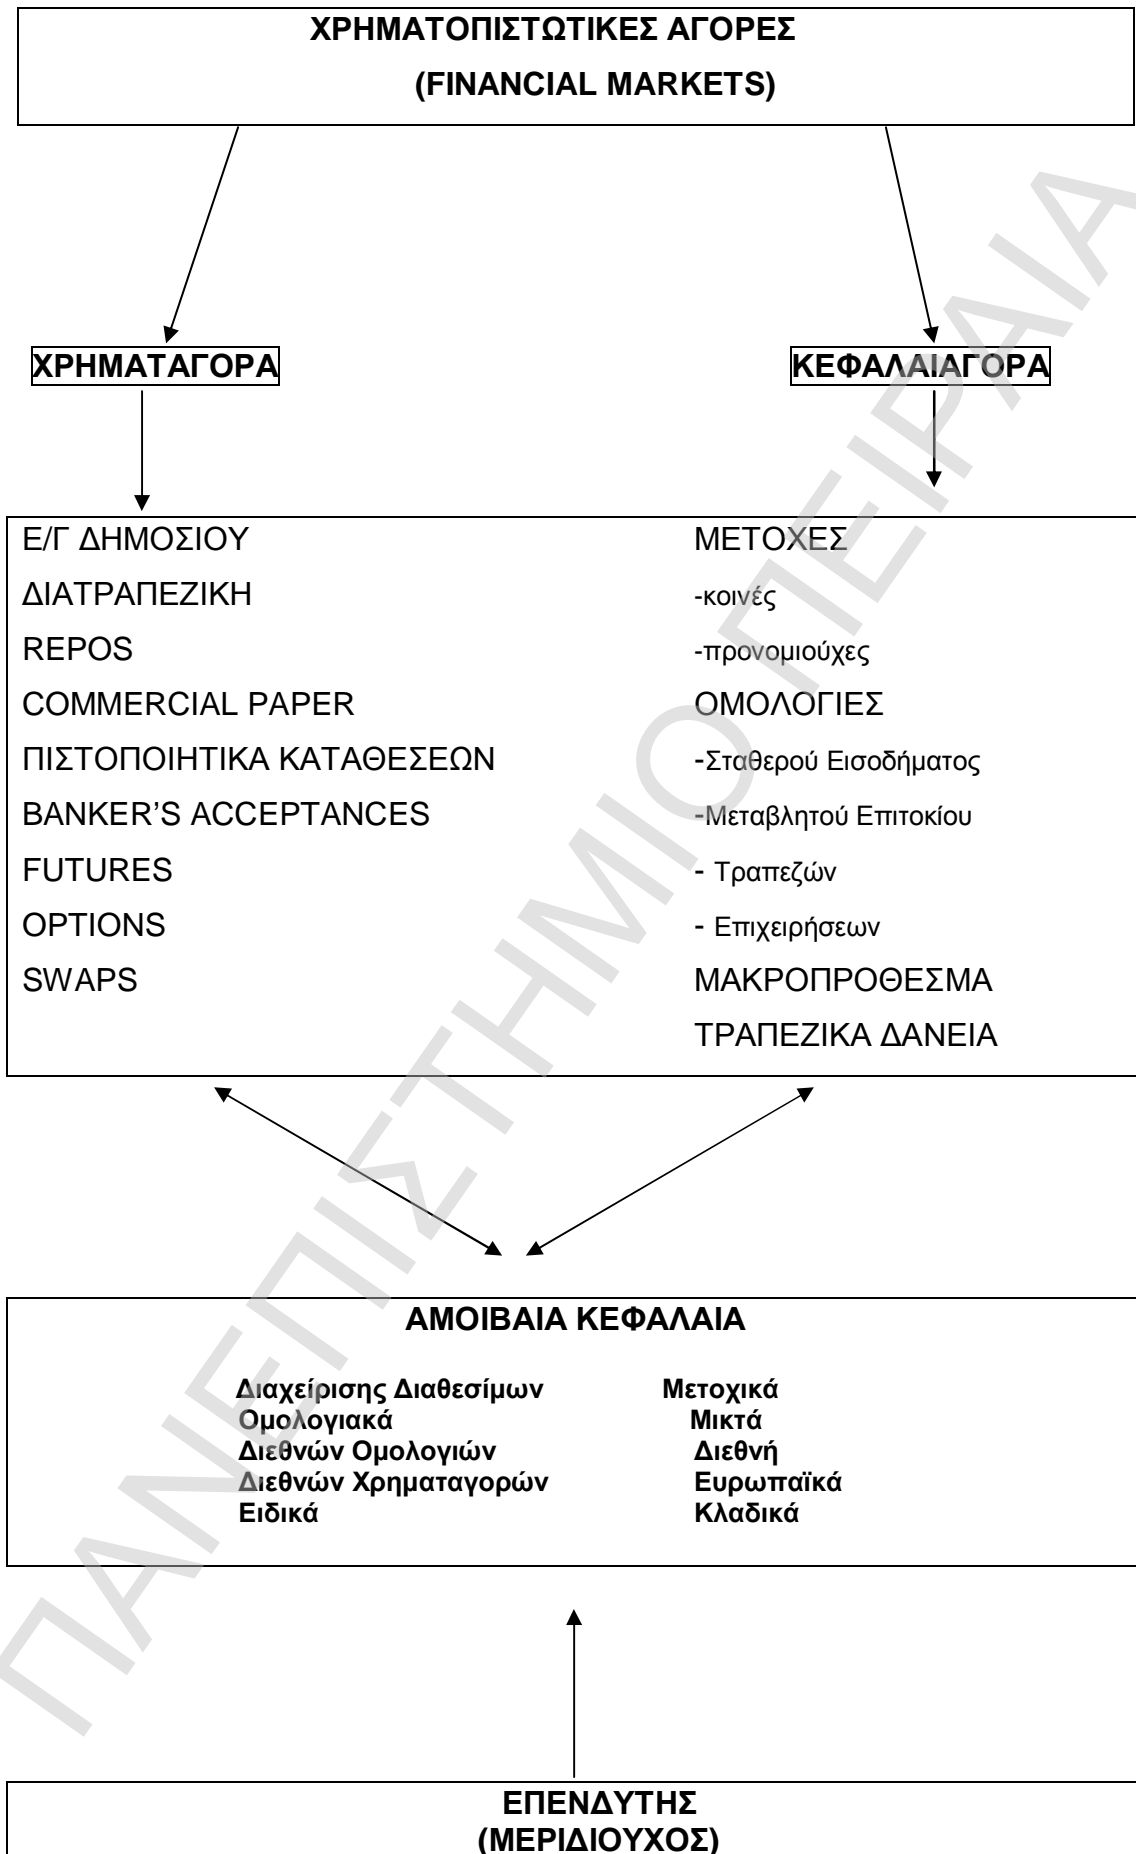 ΧΡΗΜΑΤΟΠΙΣΤΩΤΙΚΕΣ ΑΓΟΡΕΣ
(FINANCIAL MARKETS)
ΧΡΗΜΑΤΑΓΟΡΑ
ΚΕΦΑΛΑΙΑΓΟΡΑ
Ε/Γ ΔΗΜΟΣΙΟΥ
ΔΙΑΤΡΑΠΕΖΙΚΗ
REPOS
COMMERCIAL PAPER
ΠΙΣΤΟΠΟΙΗΤΙΚΑ ΚΑΤΑΘΕΣΕΩΝ
BANKER’S ACCEPTANCES
FUTURES
OPTIONS
SWAPS
ΜΕΤΟΧΕΣ
-κοινές
-προνομιούχες
ΟΜΟΛΟΓΙΕΣ
-Σταθερού Εισοδήματος
-Μεταβλητού Επιτοκίου
- Τραπεζών
- Επιχειρήσεων
ΜΑΚΡΟΠΡΟΘΕΣΜΑ
ΤΡΑΠΕΖΙΚΑ ΔΑΝΕΙΑ
ΑΜΟΙΒΑΙΑ ΚΕΦΑΛΑΙΑ
Διαχείρισης Διαθεσίμων
Ομολογιακά
Διεθνών Ομολογιών
Διεθνών Χρηματαγορών
Ειδικά
Μετοχικά
Μικτά
Διεθνή
Ευρωπαϊκά
Κλαδικά
ΕΠΕΝΔΥΤΗΣ
(ΜΕΡΙΔΙΟΥΧΟΣ)
ΠΑΝΕΠΙΣΤΗΜΙΟ ΠΕΙΡΑΙΑ